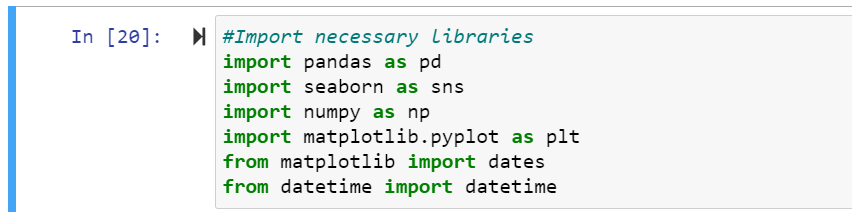 In [20]:
#Import necessary libraries
import pandas as pd
import seaborn as sns
import numpy as np
import matplotlib.pyplot as plt
from matplotlib import dates
from datetime import datetime